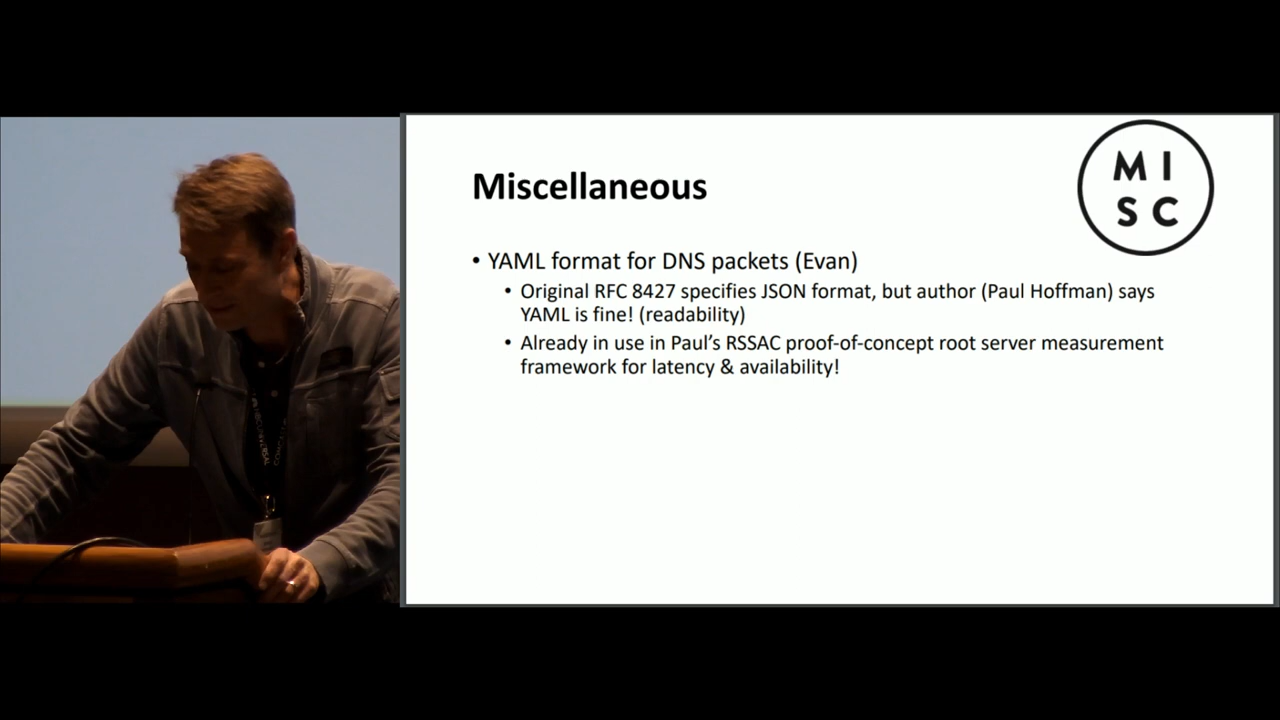 M I
S C
Miscellaneous
• YAML format for DNS packets (Evan)
• Original RFC 8427 specifies JSON format, but author (Paul Hoffman) says
YAML is fine! (readability)
• Already in use in Paul’s RSSAC proof-of-concept root server measurement
framework for latency & availability!